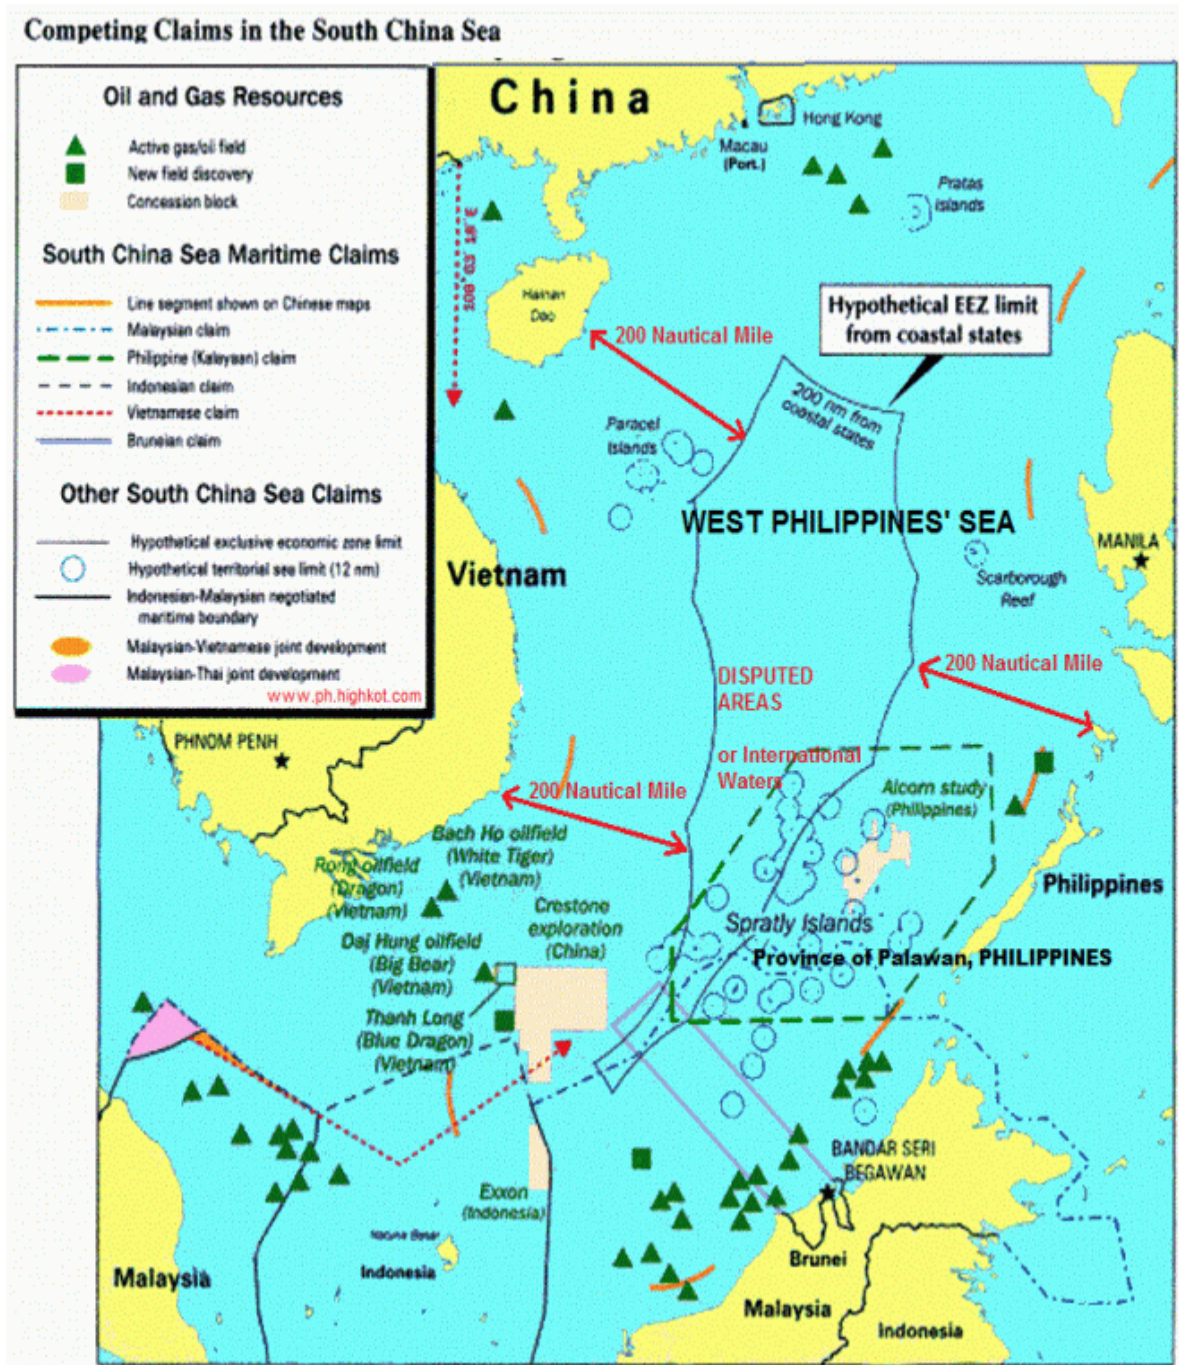 Competing Claims in the South China Sea
Oil and Gas Resources
Active gas/oil field
New field discovery
Concession block
South China Sea Maritime Claims
Line segment shown on Chinese maps
Malaysian claim
Philippine (Kalayaan) claim
Indonesian claim
Vietnamese claim
Bruneian claim
Other South China Sea Claims
Hypothetical exclusive economic zone limit
Hypothetical territorial sea limit (12 nm)
Indonesian-Malaysian negotiated
maritime boundary
Malaysian-Vietnamese joint development
Malaysian-Thai joint development
www.ph.highkot.com
China
Hong Kong
Macau
(Port.)
Pratas
Islands
Hainan
Dao
200 Nautical Mile
Hypothetical EEZ limit
from coastal states
200 nm from
coastal states
Paracel
Islands
WEST PHILIPPINES' SEA
MANILA
Scarborough
Reef
Vietnam
200 Nautical Mile
DISPUTED
AREAS
or International
Waters
PHNOM PENH
200 Nautical Mile
Alcorn study
(Philippines)
Bach Ho oilfield
(White Tiger)
(Vietnam)
Rong oilfield
(Dragon)
(Vietnam)
Philippines
Crestone
exploration
(China)
Spratly Islands
Dai Hung oilfield
(Big Bear)
(Vietnam)
Province of Palawan, PHILIPPINES
Thanh Long
(Blue Dragon)
(Vietnam)
BANDAR SERI
BEGAWAN
Exxon
(Indonesia)
Indonesia
Malaysia
Brunei
Malaysia
Indonesia